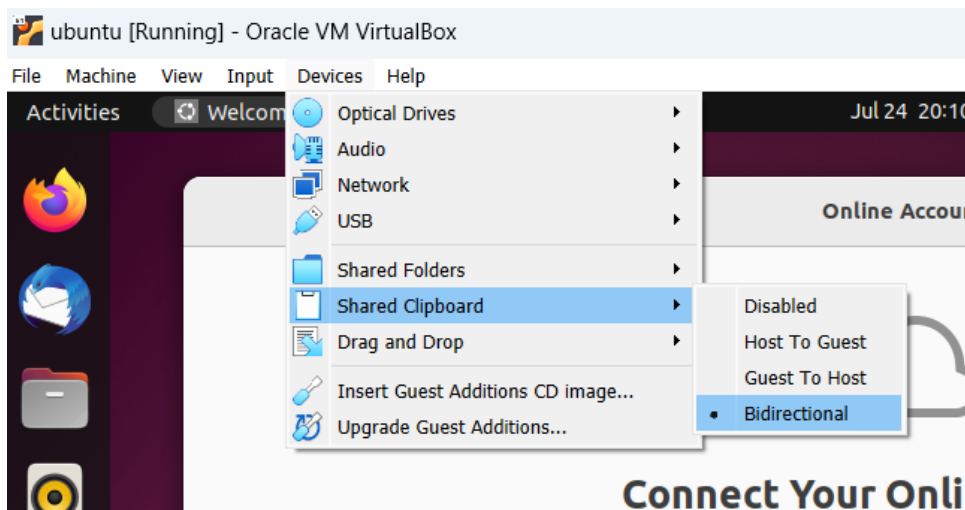 ubuntu [Running] - Oracle VM VirtualBox
File Machine View Input Devices Help
Activities Welcom Jul 24 20:10
Optical Drives
Audio
Network
USB
Online Accou
Shared Folders
Shared Clipboard
Drag and Drop
Insert Guest Additions CD image...
Upgrade Guest Additions...
Disabled
Host To Guest
Guest To Host
Bidirectional
Connect Your Onli